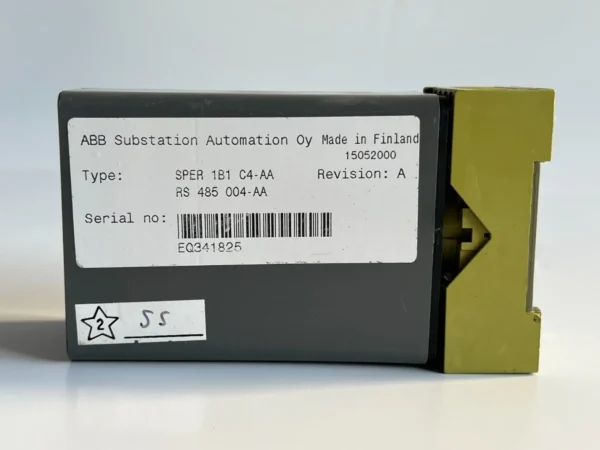 ABB Substation Automation Oy Made in Finland
15052000
Type: SPER 1B1 C4-AA Revision: A
RS 485 004-AA
Serial no:
EQ341825
2 SS